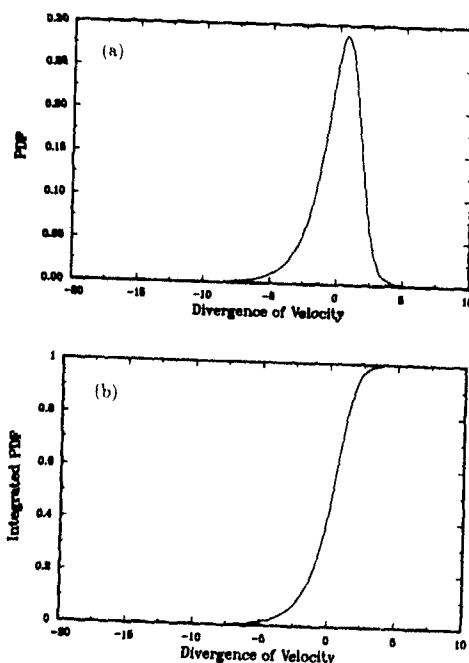 0.30
(a)
0.25
0.20
PDF
0.15
0.10
0.05
0.00
-20 -15 -10 -5 0 5 10
Divergence of Velocity
1
(b)
0.8
0.6
Integrated PDF
0.4
0.2
0
-20 -15 -10 -5 0 5 10
Divergence of Velocity